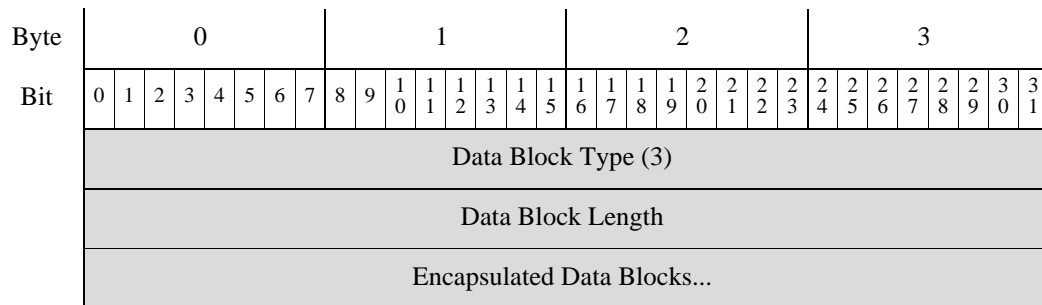 Byte 0 1 2 3
Bit 0 1 2 3 4 5 6 7 8 9 10 11 12 13 14 15 16 17 18 19 20 21 22 23 24 25 26 27 28 29 30 31
Data Block Type (3)
Data Block Length
Encapsulated Data Blocks...